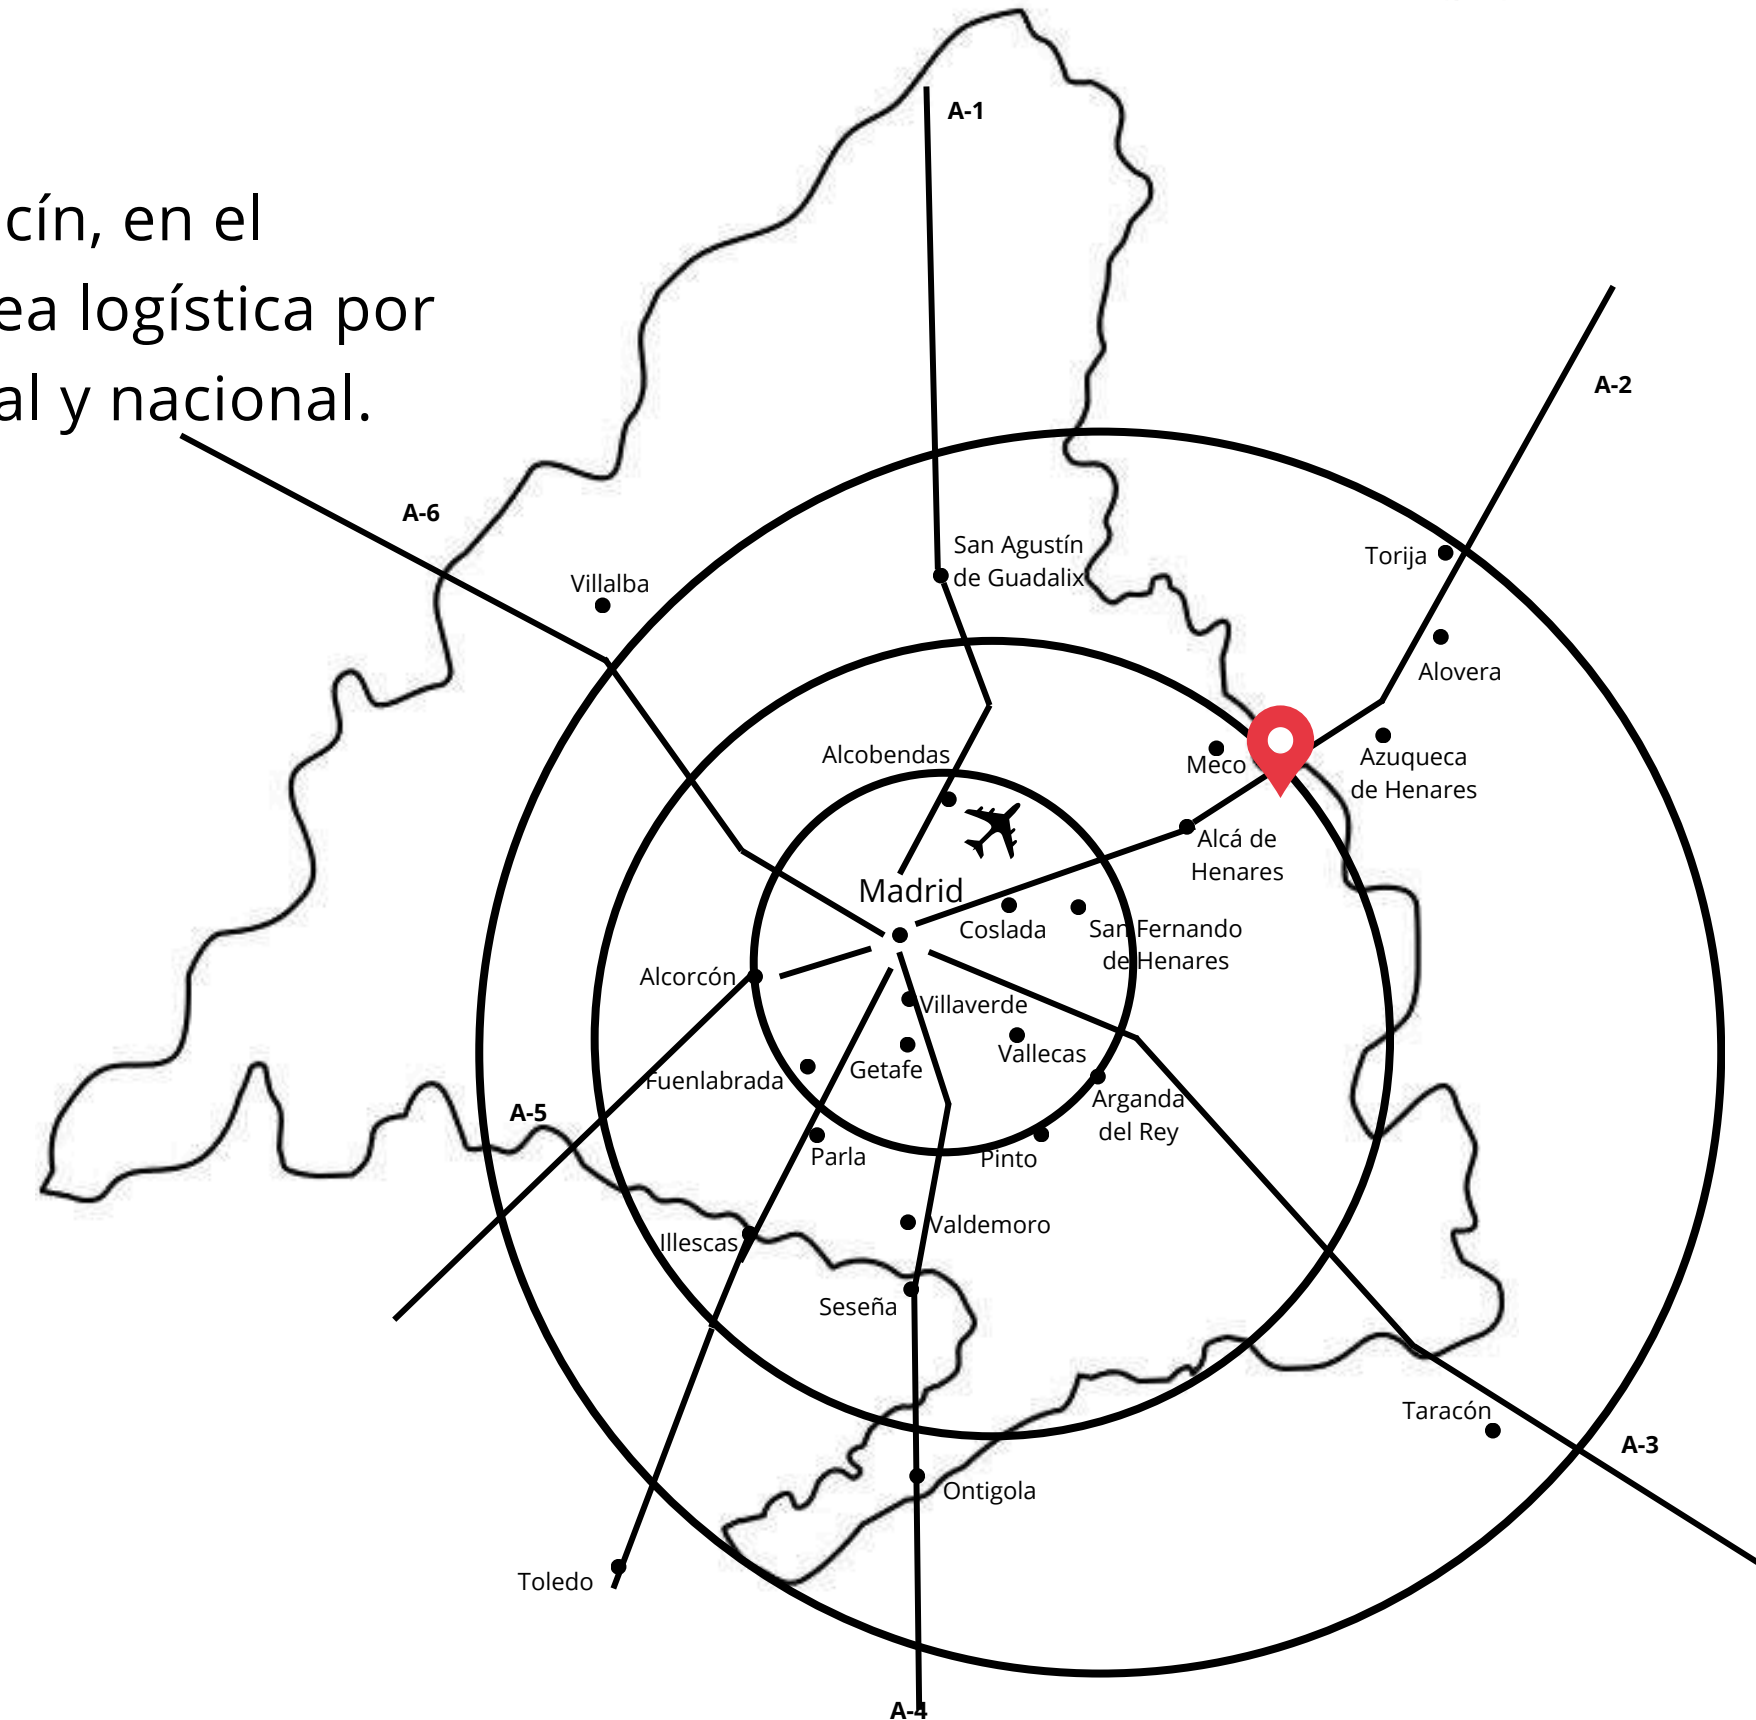 A-1
cín, en el
ea logística por
al y nacional.
A-2
A-6
San Agustín
de Guadalix
Torija
Villalba
Alovera
Alcobendas
Meco
Azuqueca
de Henares
Alcá de
Henares
Madrid
Coslada
San Fernando
de Henares
Alcorcón
Villaverde
Vallecas
Getafe
Fuenlabrada
Arganda
del Rey
A-5
Parla
Pinto
Valdemoro
Illescas
Seseña
Taracón
A-3
Ontigola
Toledo
A-4